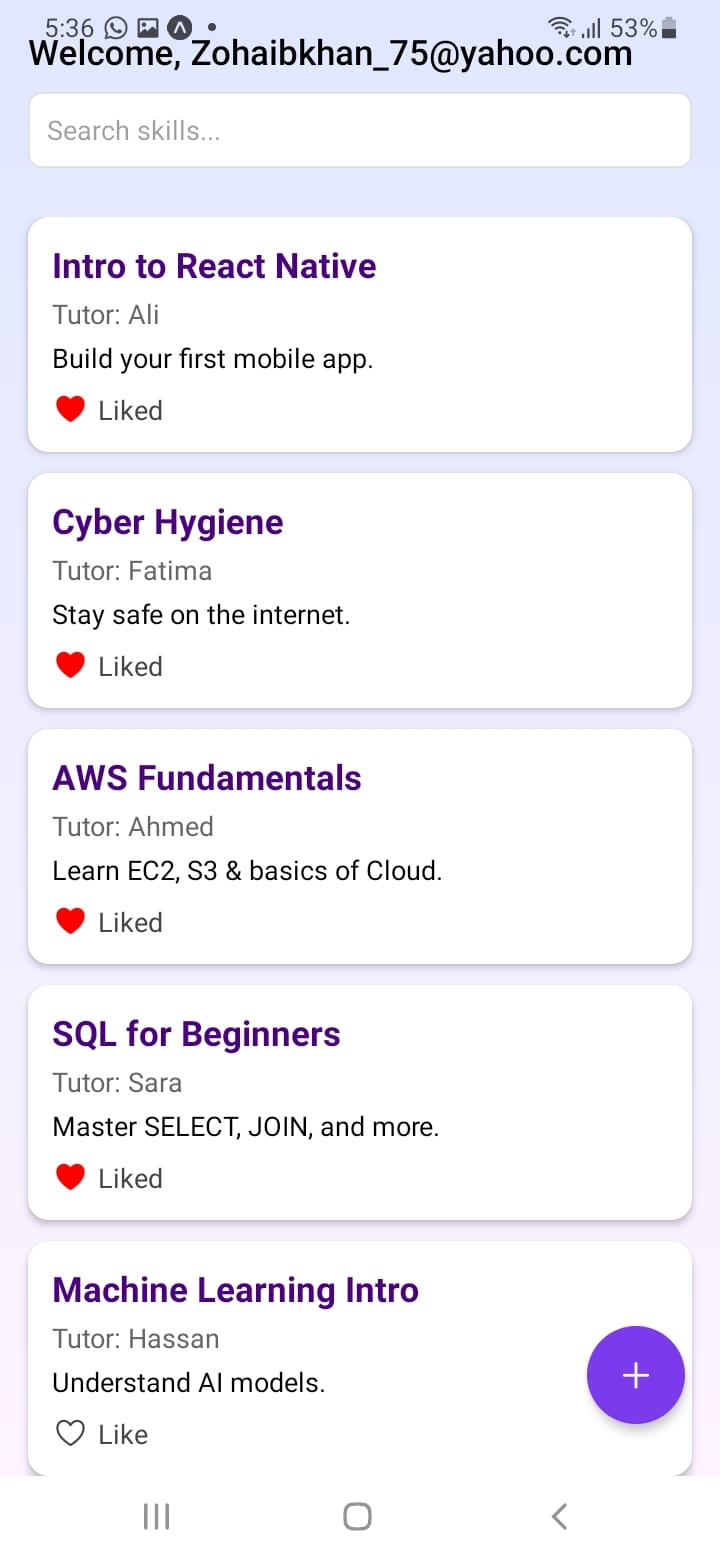 5:36 53%
Welcome, Zohaibkhan_75@yahoo.com
Search skills...
Intro to React Native
Tutor: Ali
Build your first mobile app.
Liked
Cyber Hygiene
Tutor: Fatima
Stay safe on the internet.
Liked
AWS Fundamentals
Tutor: Ahmed
Learn EC2, S3 & basics of Cloud.
Liked
SQL for Beginners
Tutor: Sara
Master SELECT, JOIN, and more.
Liked
Machine Learning Intro
Tutor: Hassan
Understand AI models.
Like
+